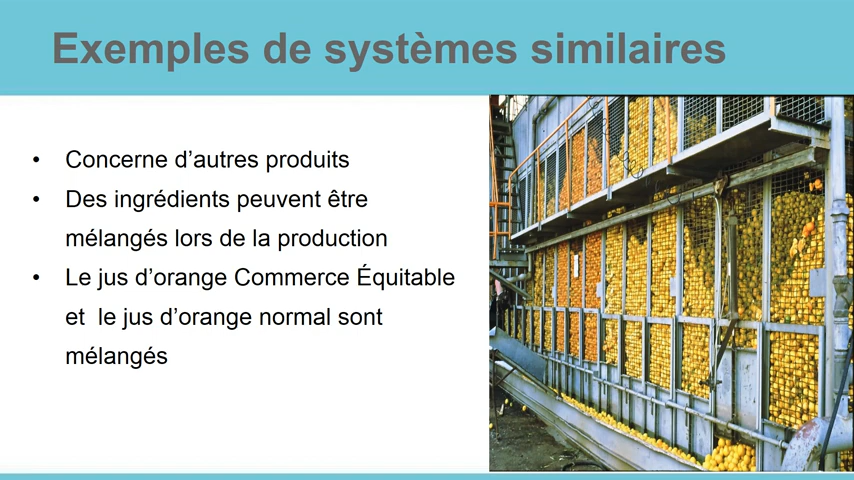 Exemples de systèmes similaires
• Concerne d’autres produits
• Des ingrédients peuvent être
mélangés lors de la production
• Le jus d’orange Commerce Équitable
et  le jus d’orange normal sont
mélangés